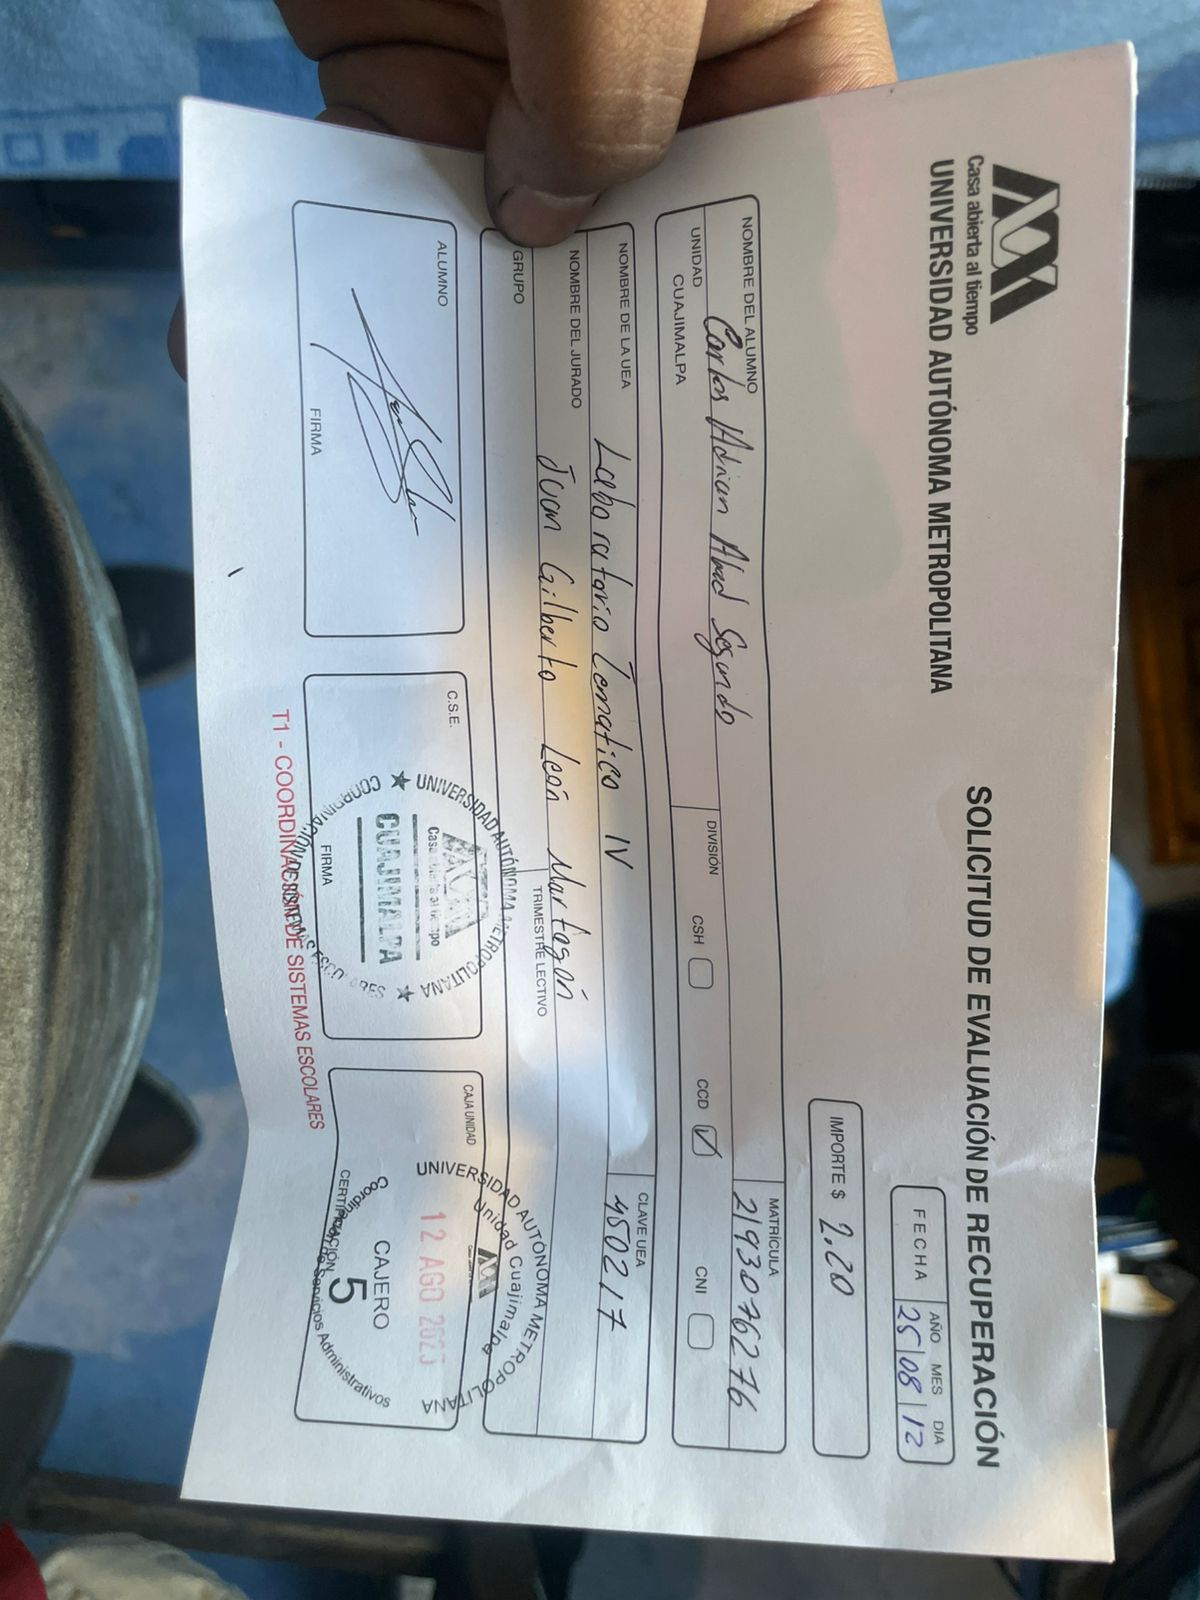 Casa abierta al tiempo
UNIVERSIDAD AUTÓNOMA METROPOLITANA
SOLICITUD DE EVALUACIÓN DE RECUPERACIÓN
FECHA
AÑO MES DIA
25 08 12
IMPORTE $ 2.20
NOMBRE DEL ALUMNO
Carlos Adrian Abad Segundo
MATRÍCULA
2193076276
UNIDAD
CUAJIMALPA
DIVISIÓN
CSH
CCD
CNI
NOMBRE DE LA UEA
Laboratorio Tematico IV
CLAVE UEA
450217
NOMBRE DEL JURADO
Juan Gilberto León Martagón
GRUPO
TRIMESTRE LECTIVO
ALUMNO
FIRMA
C.S.E.
UNIVERSIDAD AUTÓNOMA METROPOLITANA
Casa abierta al tiempo
CUAJIMALPA
COORDINACIÓN DE SISTEMAS ESCOLARES
FIRMA
CAJA UNIDAD
UNIVERSIDAD AUTÓNOMA METROPOLITANA
Unidad Cuajimalpa
12 AGO 2025
CAJERO
5
Coordinación de Servicios Administrativos
CERTIFICACIÓN
T1 - COORDINACIÓN DE SISTEMAS ESCOLARES